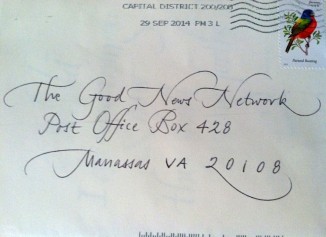 CAPITAL DISTRICT 200/208
29 SEP 2014 PM 3 L
The Good News Network
Post Office Box 428
Manassas VA 20108